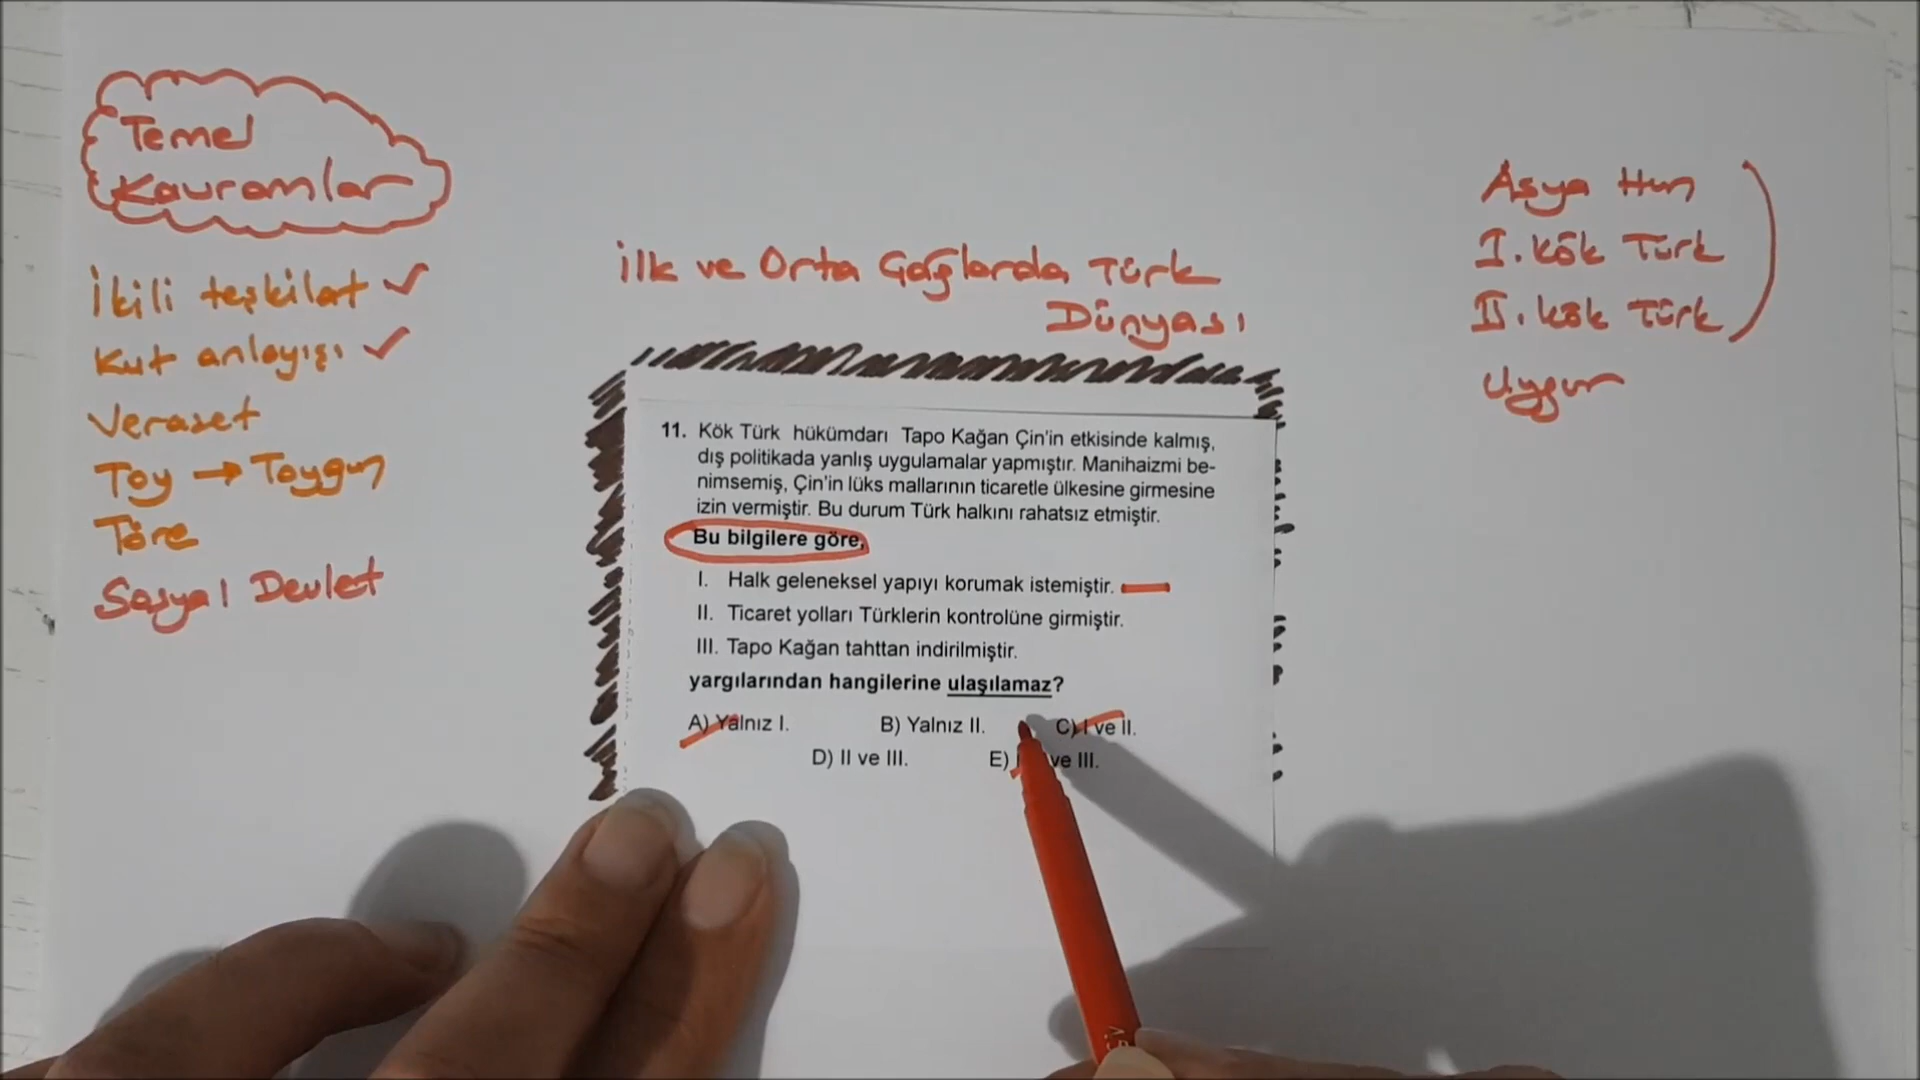 Temel
Kavramlar
İkili teşkilat ✓
Kut anlayışı ✓
Veraset
Toy → Toygun
Töre
Sosyal Devlet
İlk ve Orta Çağlarda Türk
Dünyası
Asya Hun
I. Kök Türk
II. Kök Türk
Uygur
11. Kök Türk hükümdarı Tapo Kağan Çin'in etkisinde kalmış,
dış politikada yanlış uygulamalar yapmıştır. Manihaizmi be-
nimsemiş, Çin'in lüks mallarının ticaretle ülkesine girmesine
izin vermiştir. Bu durum Türk halkını rahatsız etmiştir.
Bu bilgilere göre,
I. Halk geleneksel yapıyı korumak istemiştir.
II. Ticaret yolları Türklerin kontrolüne girmiştir.
III. Tapo Kağan tahttan indirilmiştir.
yargılarından hangilerine ulaşılamaz?
A) Yalnız I. B) Yalnız II. C) I ve II.
D) II ve III. E) ve III.